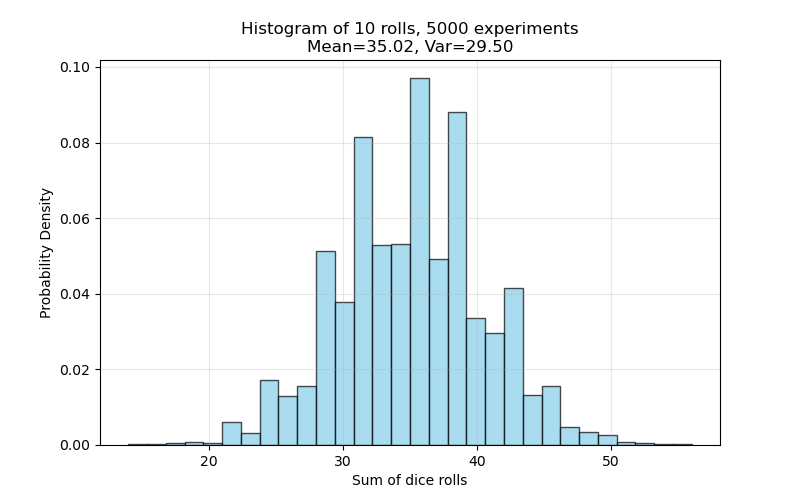 Histogram of 10 rolls, 5000 experiments
Mean=35.02, Var=29.50
0.10
0.08
0.06
0.04
0.02
0.00
Probability Density
20 30 40 50
Sum of dice rolls